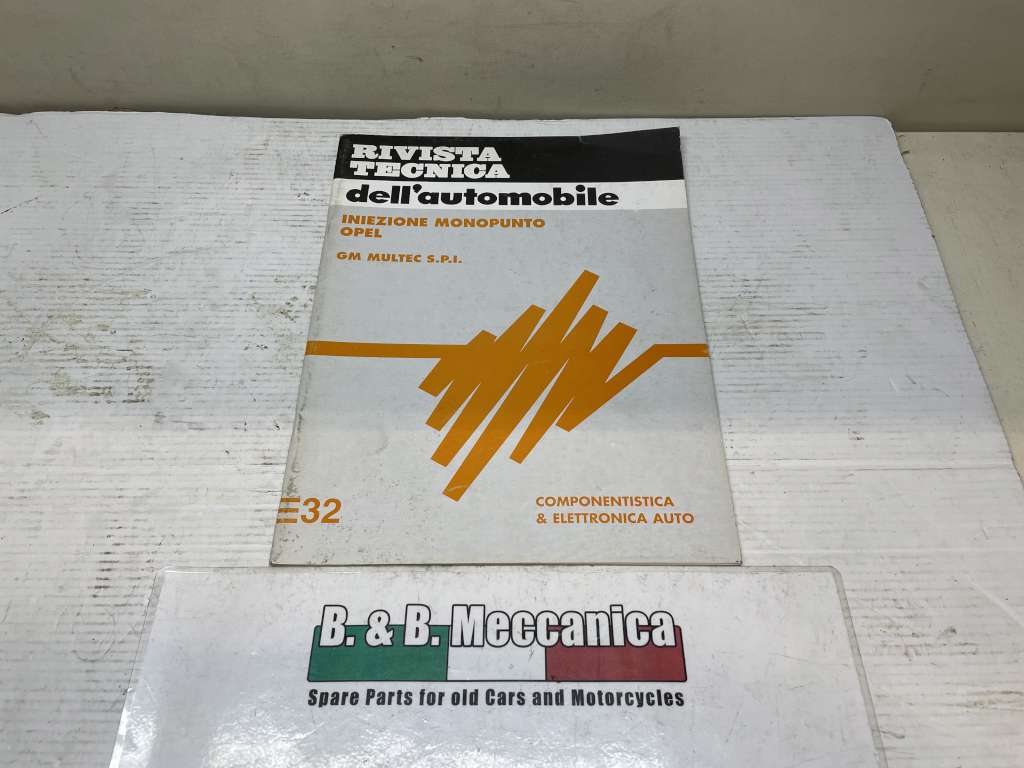 RIVISTA
TECNICA
dell'automobile
INIEZIONE MONOPUNTO
OPEL
GM MULTEC S.P.I.
E32
COMPONENTISTICA
& ELETTRONICA AUTO
B. & B. Meccanica
Spare Parts for old Cars and Motorcycles